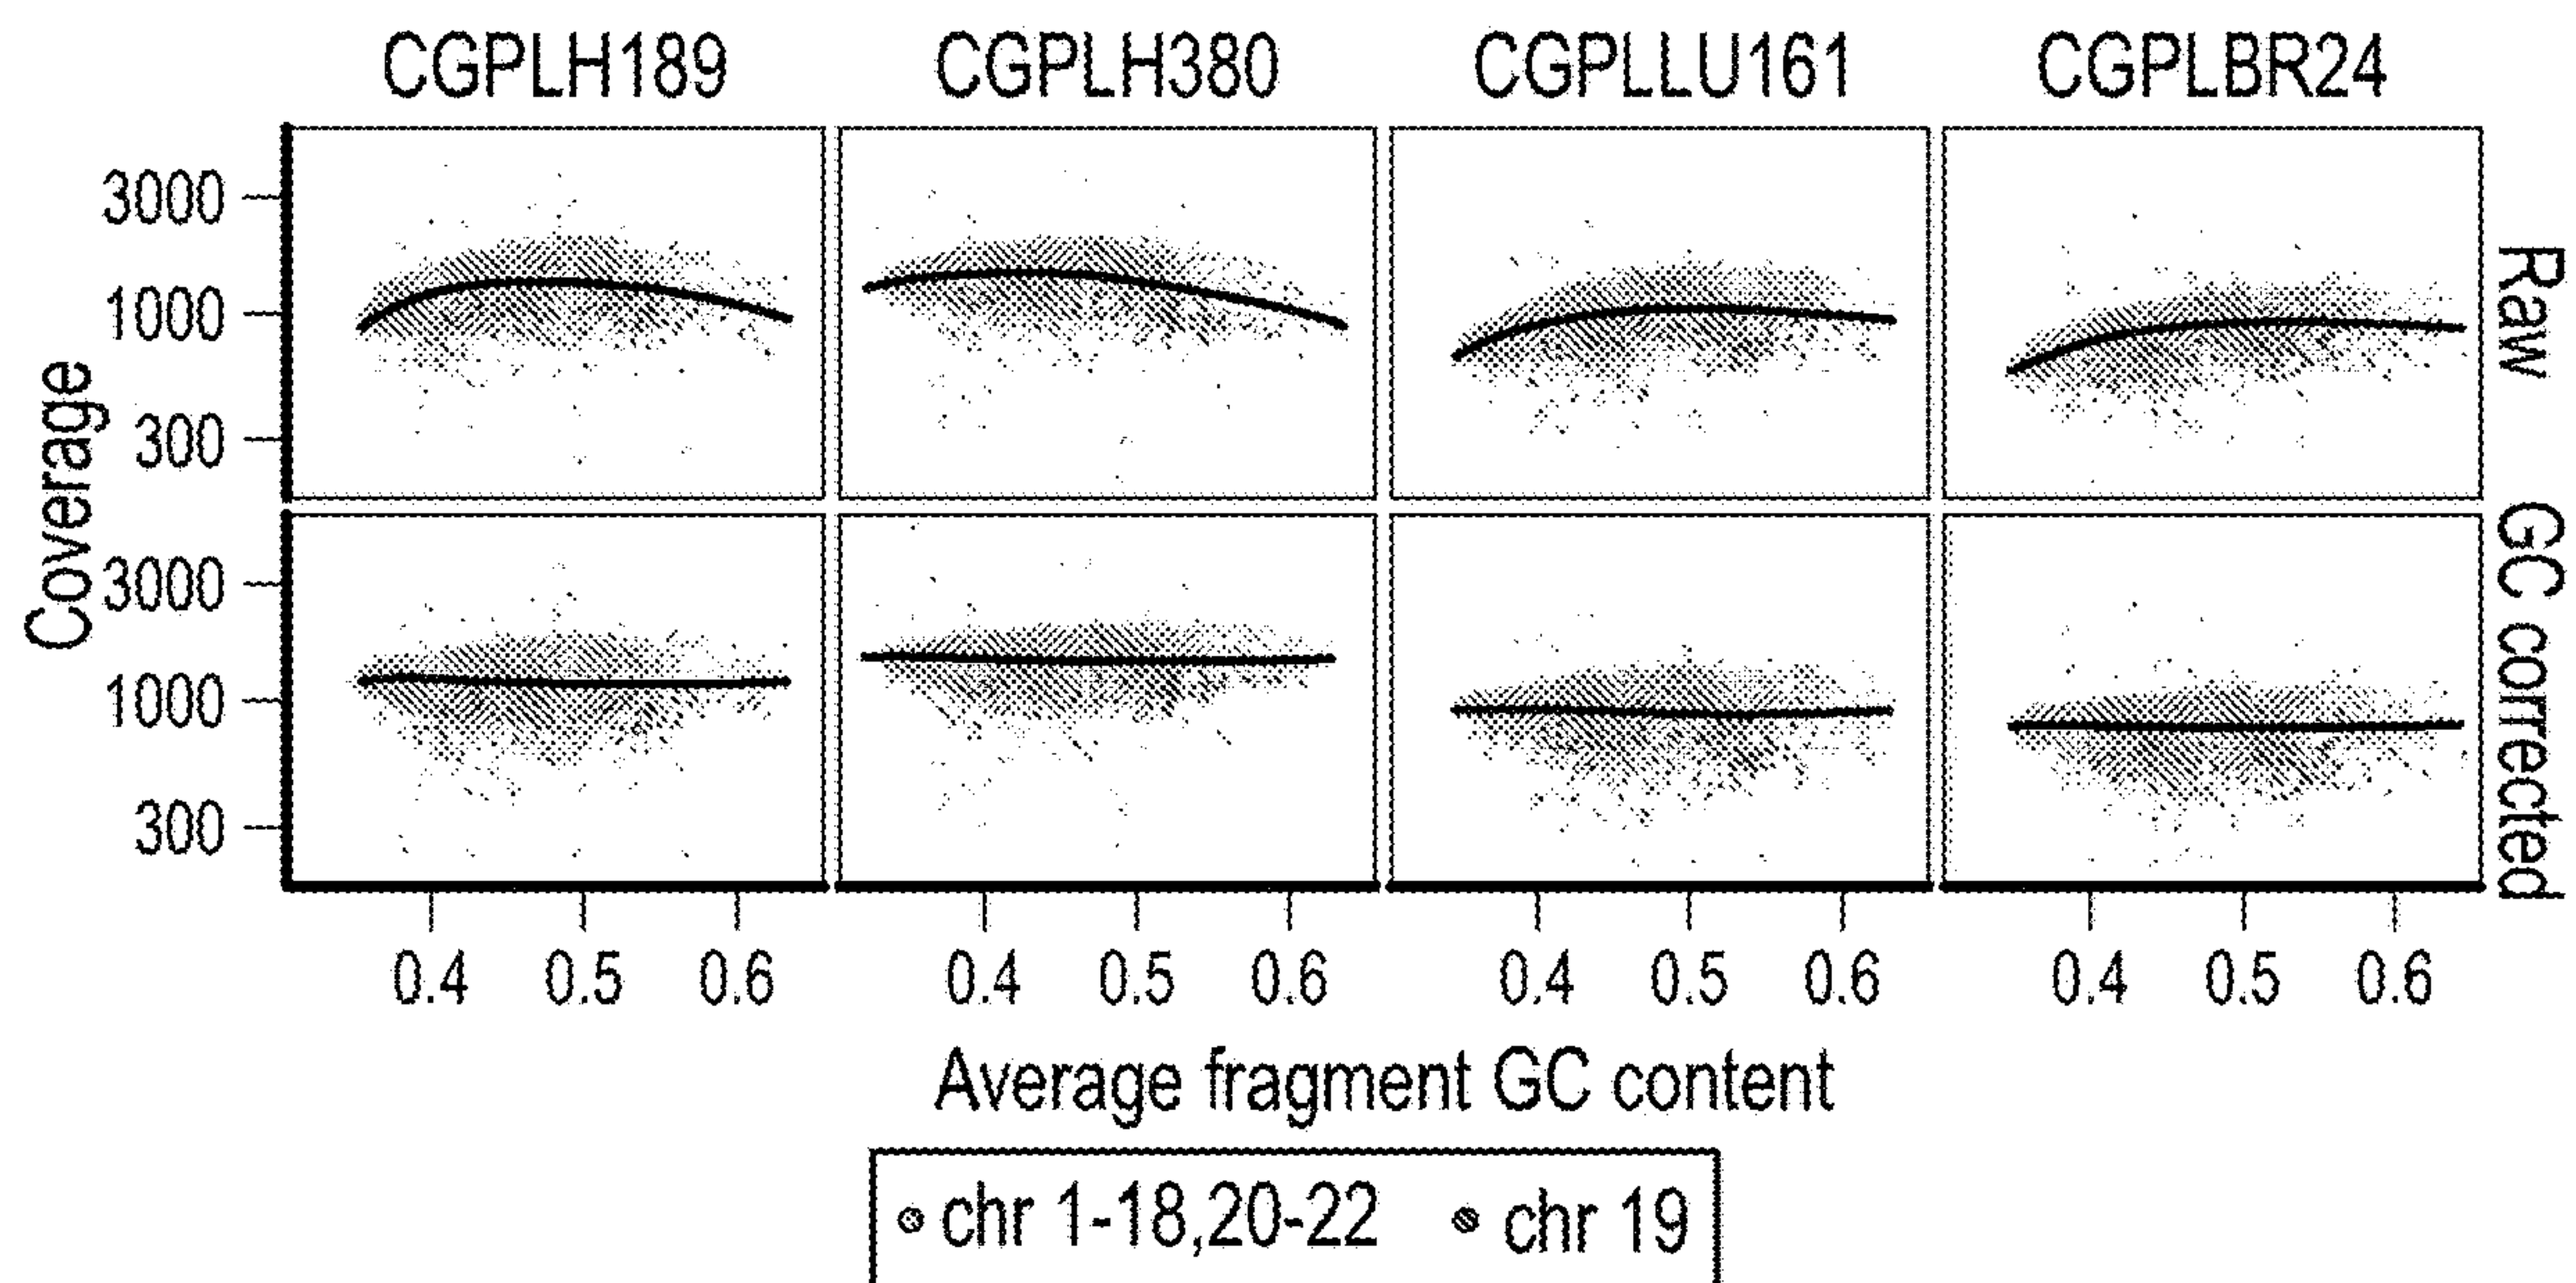 CGPLH189 CGPLH380 CGPLLU161 CGPLBR24
Coverage
3000
1000
300
Raw
3000
1000
300
GC corrected
0.4 0.5 0.6 0.4 0.5 0.6 0.4 0.5 0.6 0.4 0.5 0.6
Average fragment GC content
chr 1-18,20-22 chr 19